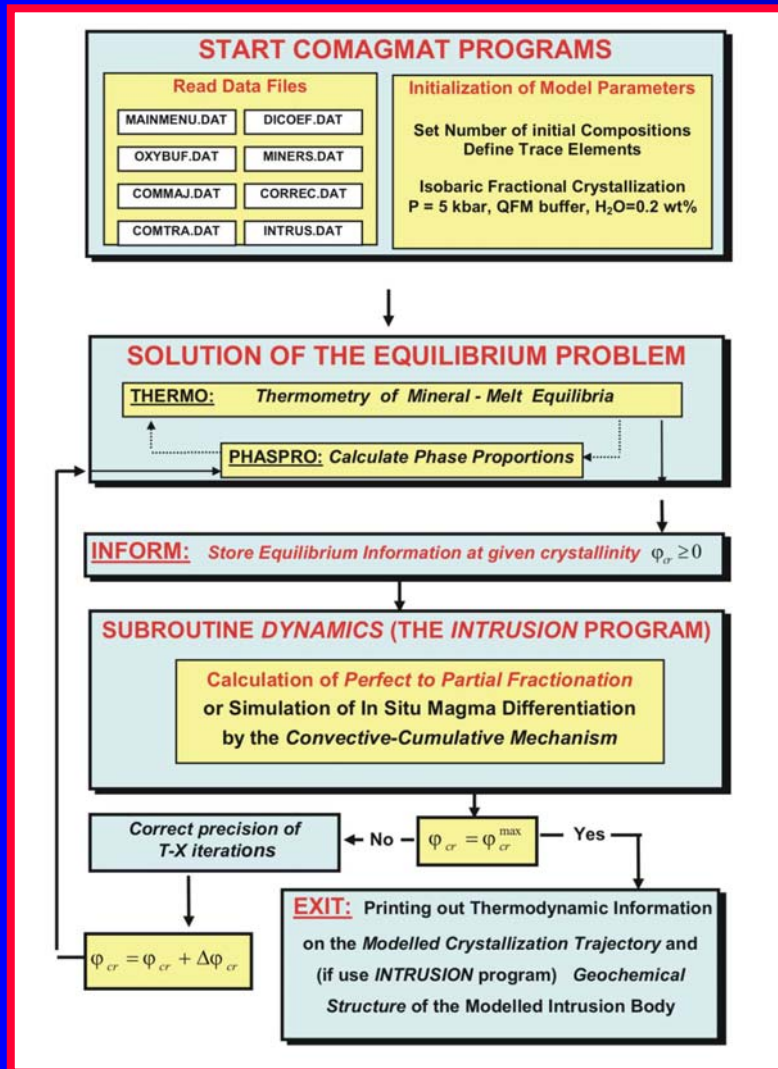 START COMAGMAT PROGRAMS
Read Data Files
MAINMENU.DAT
DICOEF.DAT
OXYBUF.DAT
MINERS.DAT
COMMAJ.DAT
CORREC.DAT
COMTRA.DAT
INTRUS.DAT
Initialization of Model Parameters
Set Number of initial Compositions
Define Trace Elements
Isobaric Fractional Crystallization
P = 5 kbar, QFM buffer, H₂O=0.2 wt%
SOLUTION OF THE EQUILIBRIUM PROBLEM
THERMO: Thermometry of Mineral - Melt Equilibria
PHASPRO: Calculate Phase Proportions
INFORM: Store Equilibrium Information at given crystallinity φcr ≥ 0
SUBROUTINE DYNAMICS (THE INTRUSION PROGRAM)
Calculation of Perfect to Partial Fractionation
or Simulation of In Situ Magma Differentiation
by the Convective-Cumulative Mechanism
Correct precision of
T-X iterations
No
φcr = φcr max
Yes
φcr = φcr + Δφcr
EXIT: Printing out Thermodynamic Information
on the Modelled Crystallization Trajectory and
(if use INTRUSION program) Geochemical
Structure of the Modelled Intrusion Body